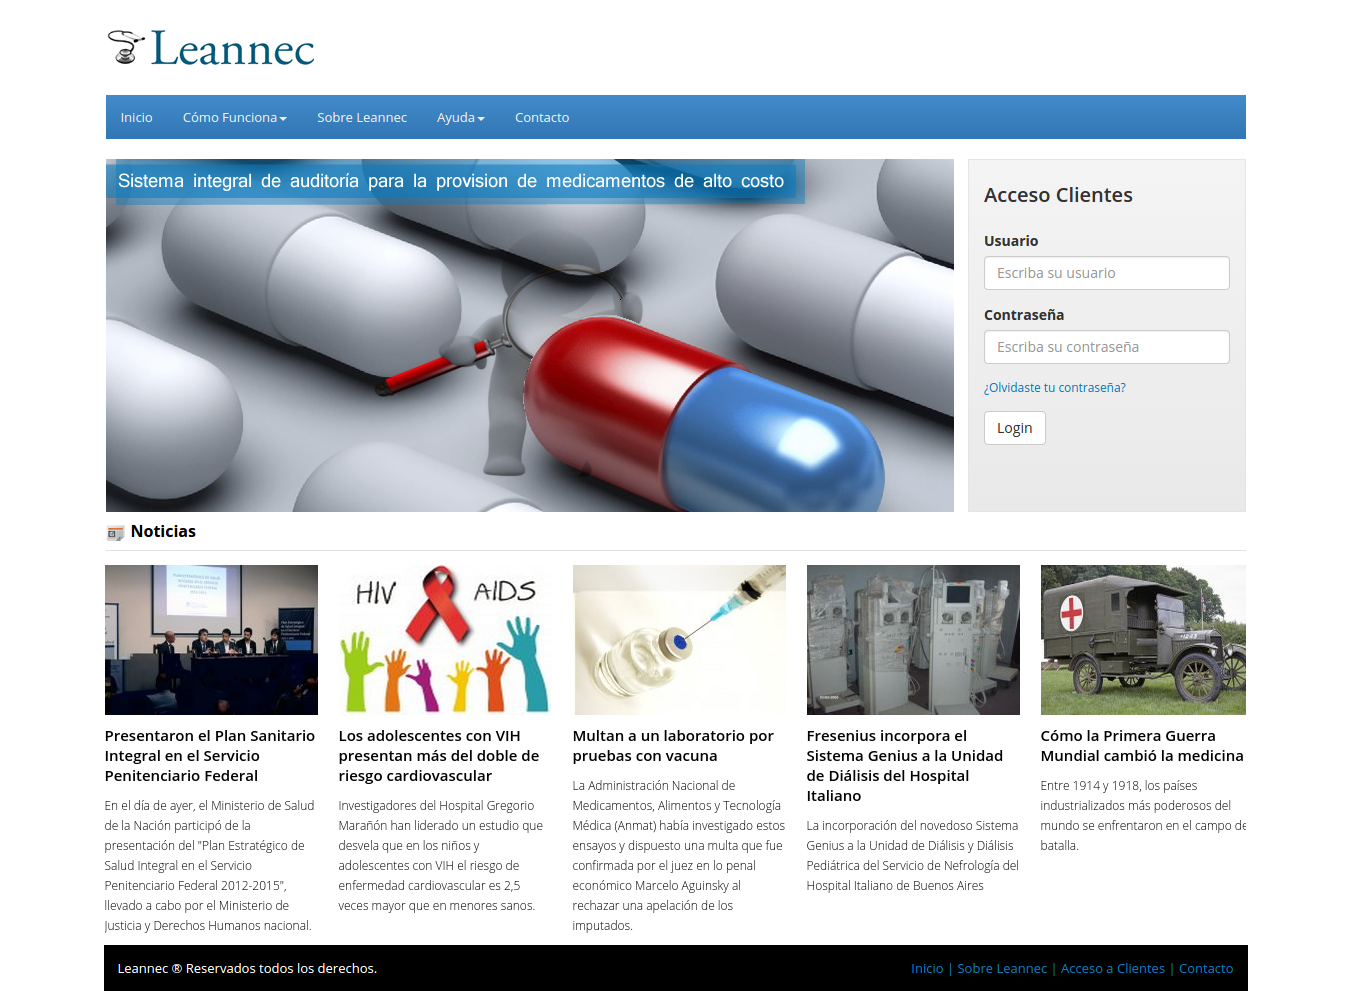 Leannec
Inicio
Cómo Funciona
Sobre Leannec
Ayuda
Contacto
Sistema integral de auditoría para la provision de medicamentos de alto costo
Acceso Clientes
Usuario
Escriba su usuario
Contraseña
Escriba su contraseña
¿Olvidaste tu contraseña?
Login
Noticias
HIV AIDS
Presentaron el Plan Sanitario
Integral en el Servicio
Penitenciario Federal
En el día de ayer, el Ministerio de Salud
de la Nación participó de la
presentación del "Plan Estratégico de
Salud Integral en el Servicio
Penitenciario Federal 2012-2015",
llevado a cabo por el Ministerio de
Justicia y Derechos Humanos nacional.
Los adolescentes con VIH
presentan más del doble de
riesgo cardiovascular
Investigadores del Hospital Gregorio
Marañón han liderado un estudio que
desvela que en los niños y
adolescentes con VIH el riesgo de
enfermedad cardiovascular es 2,5
veces mayor que en menores sanos.
Multan a un laboratorio por
pruebas con vacuna
La Administración Nacional de
Medicamentos, Alimentos y Tecnología
Médica (Anmat) había investigado estos
ensayos y dispuesto una multa que fue
confirmada por el juez en lo penal
económico Marcelo Aguinsky al
rechazar una apelación de los
imputados.
Fresenius incorpora el
Sistema Genius a la Unidad
de Diálisis del Hospital
Italiano
La incorporación del novedoso Sistema
Genius a la Unidad de Diálisis y Diálisis
Pediátrica del Servicio de Nefrología del
Hospital Italiano de Buenos Aires
Cómo la Primera Guerra
Mundial cambió la medicina
Entre 1914 y 1918, los países
industrializados más poderosos del
mundo se enfrentaron en el campo de
batalla.
Leannec ® Reservados todos los derechos.
Inicio | Sobre Leannec | Acceso a Clientes | Contacto